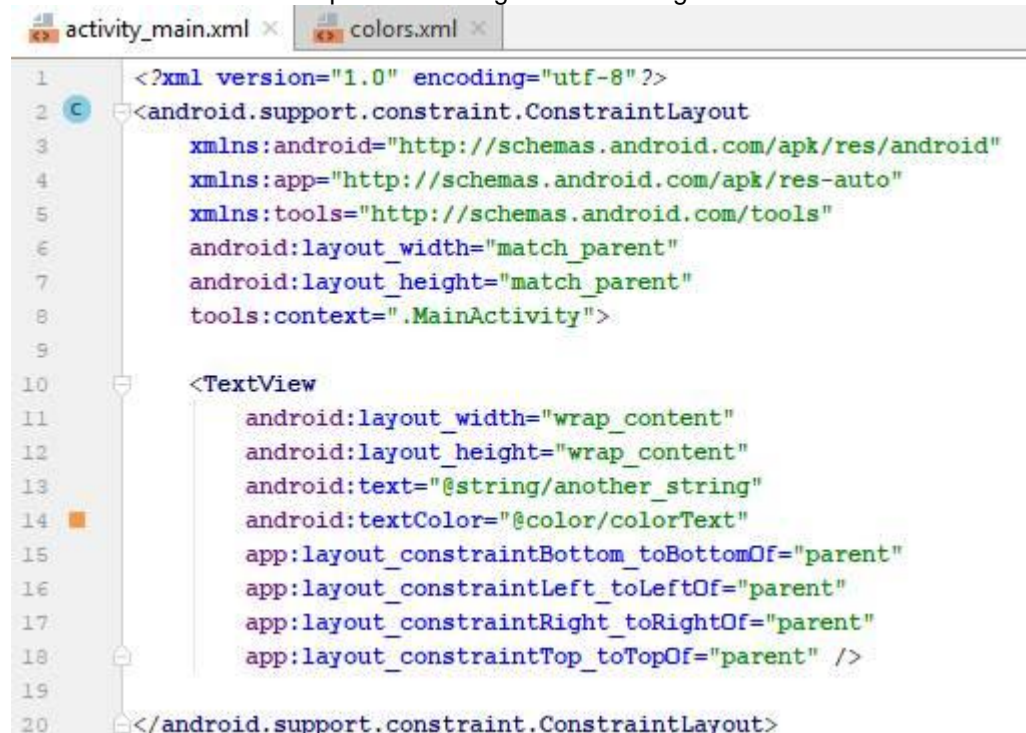 activity_main.xml × colors.xml ×
1 <?xml version="1.0" encoding="utf-8"?>
2 C <android.support.constraint.ConstraintLayout
3 xmlns:android="http://schemas.android.com/apk/res/android"
4 xmlns:app="http://schemas.android.com/apk/res-auto"
5 xmlns:tools="http://schemas.android.com/tools"
6 android:layout_width="match_parent"
7 android:layout_height="match_parent"
8 tools:context=".MainActivity">
9
10 <TextView
11 android:layout_width="wrap_content"
12 android:layout_height="wrap_content"
13 android:text="@string/another_string"
14 android:textColor="@color/colorText"
15 app:layout_constraintBottom_toBottomOf="parent"
16 app:layout_constraintLeft_toLeftOf="parent"
17 app:layout_constraintRight_toRightOf="parent"
18 app:layout_constraintTop_toTopOf="parent" />
19
20 </android.support.constraint.ConstraintLayout>